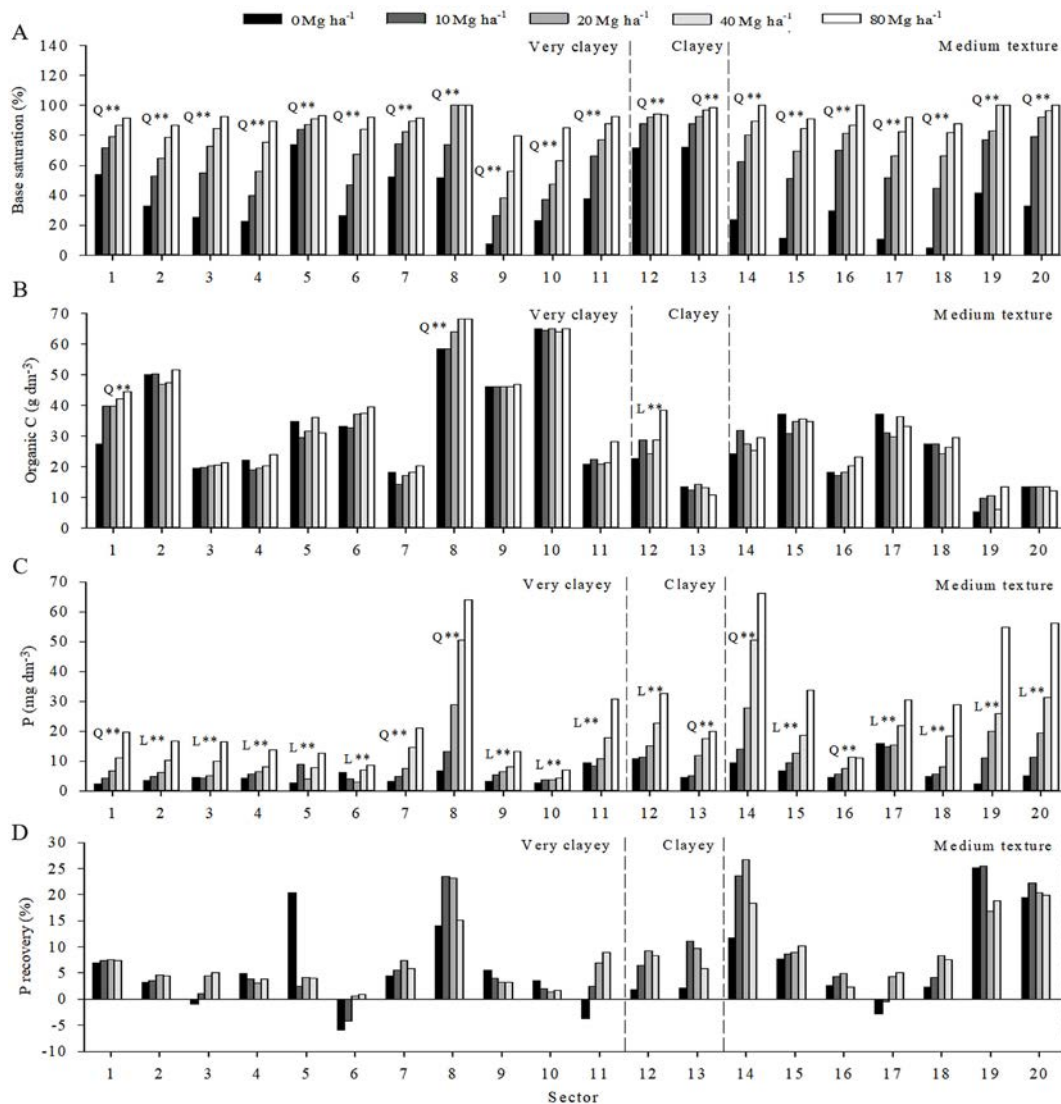 0 Mg ha⁻¹ 10 Mg ha⁻¹ 20 Mg ha⁻¹ 40 Mg ha⁻¹ 80 Mg ha⁻¹
A
Very clayey Clayey Medium texture
Base saturation (%)
140
120
100
80
60
40
20
0
Q ** Q ** Q ** Q ** Q ** Q ** Q ** Q ** Q ** Q ** Q ** Q ** Q ** Q ** Q ** Q ** Q ** Q ** Q ** Q **
1 2 3 4 5 6 7 8 9 10 11 12 13 14 15 16 17 18 19 20
B
Very clayey Clayey Medium texture
Organic C (g dm⁻³)
70
60
50
40
30
20
10
0
Q ** Q ** L **
1 2 3 4 5 6 7 8 9 10 11 12 13 14 15 16 17 18 19 20
C
Very clayey Clayey Medium texture
P (mg dm⁻³)
70
60
50
40
30
20
10
0
Q ** L ** L ** L ** L ** L ** Q ** Q ** L ** L ** L ** L ** Q ** Q ** L ** Q ** L ** L ** L ** L **
1 2 3 4 5 6 7 8 9 10 11 12 13 14 15 16 17 18 19 20
D
Very clayey Clayey Medium texture
P recovery (%)
30
25
20
15
10
5
0
-5
-10
1 2 3 4 5 6 7 8 9 10 11 12 13 14 15 16 17 18 19 20
Sector